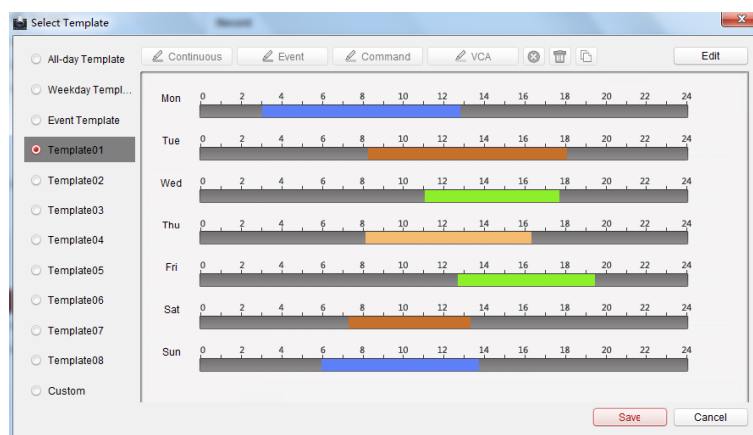 Select Template
All-day Template
Continuous
Event
Command
VCA
Edit
Weekday Templ...
Event Template
Template01
Template02
Template03
Template04
Template05
Template06
Template07
Template08
Custom
Mon 0 2 4 6 8 10 12 14 16 18 20 22 24
Tue 0 2 4 6 8 10 12 14 16 18 20 22 24
Wed 0 2 4 6 8 10 12 14 16 18 20 22 24
Thu 0 2 4 6 8 10 12 14 16 18 20 22 24
Fri 0 2 4 6 8 10 12 14 16 18 20 22 24
Sat 0 2 4 6 8 10 12 14 16 18 20 22 24
Sun 0 2 4 6 8 10 12 14 16 18 20 22 24
Save
Cancel